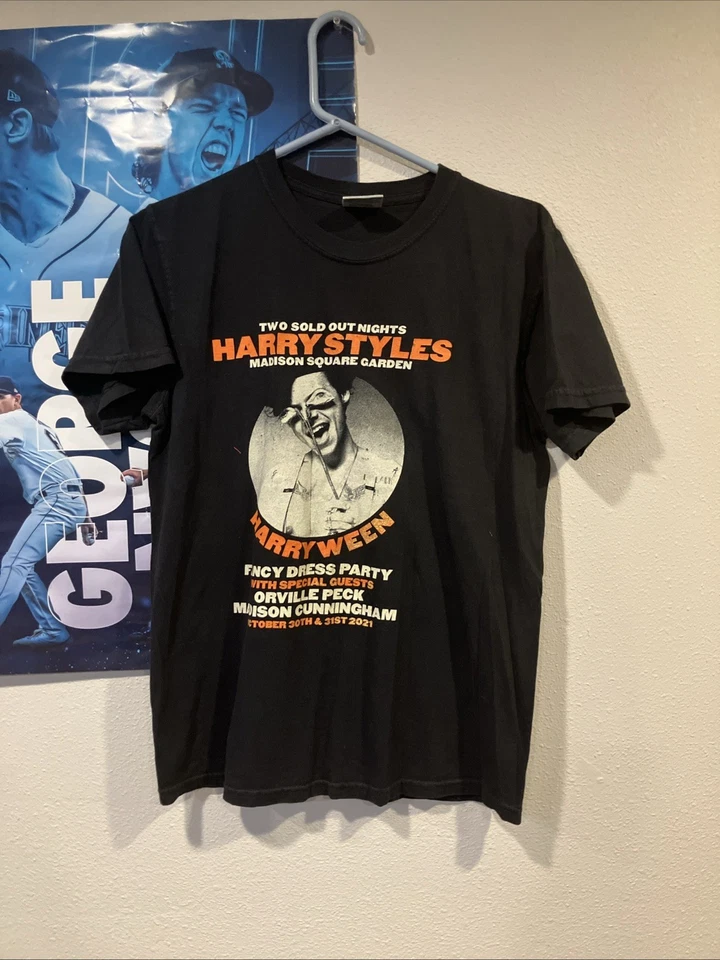 TWO SOLD OUT NIGHTS
HARRY STYLES
MADISON SQUARE GARDEN
HARRYWEEN
FNCY DRESS PARTY
WITH SPECIAL GUESTS
ORVILLE PECK
MADISON CUNNINGHAM
CTOBER 30TH & 31ST 2021
GEORGE